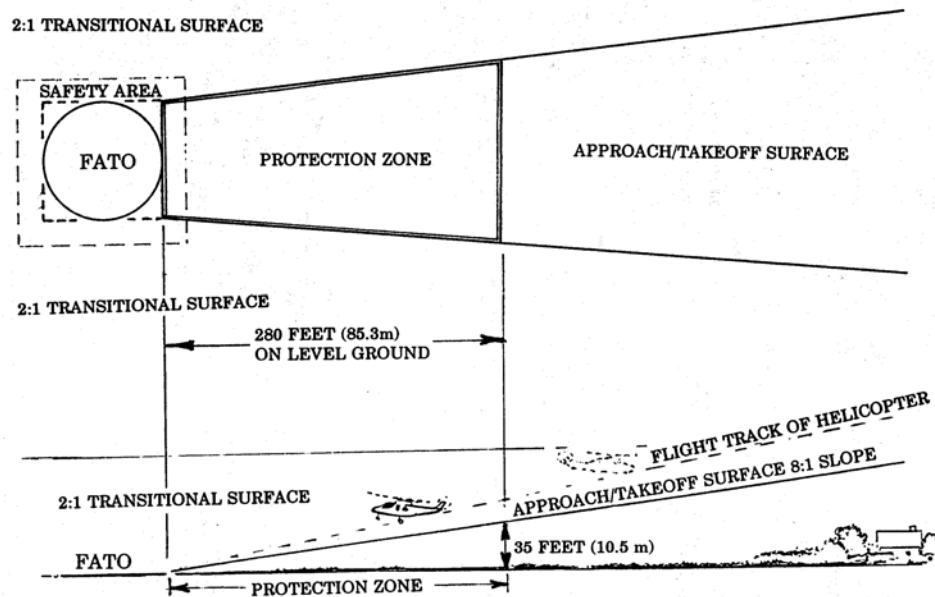 2:1 TRANSITIONAL SURFACE
SAFETY AREA
FATO
PROTECTION ZONE
APPROACH/TAKEOFF SURFACE
2:1 TRANSITIONAL SURFACE
280 FEET (85.3m)
ON LEVEL GROUND
FLIGHT TRACK OF HELICOPTER
2:1 TRANSITIONAL SURFACE
APPROACH/TAKEOFF SURFACE 8:1 SLOPE
35 FEET (10.5 m)
FATO
PROTECTION ZONE